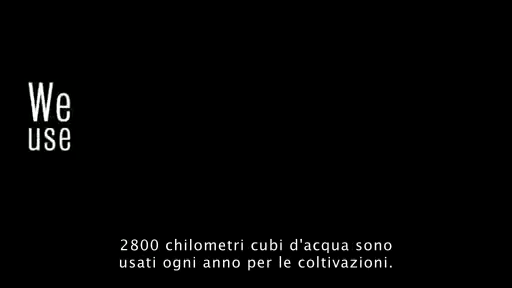 We
use
2800 chilometri cubi d'acqua sono
usati ogni anno per le coltivazioni.